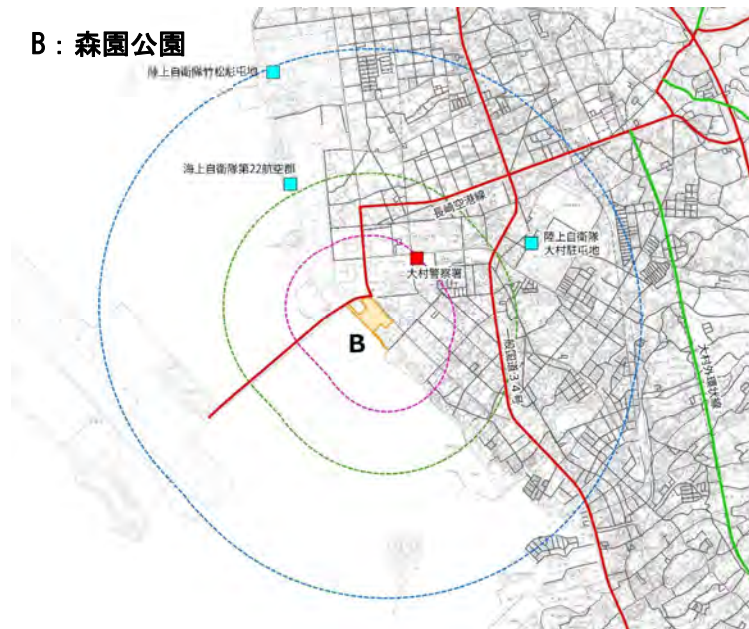 B：森園公園
陸上自衛隊竹松駐屯地
海上自衛隊第22航空群
長崎空港線
陸上自衛隊
大村駐屯地
大村警察署
B
一般国道34号
大村外環状線